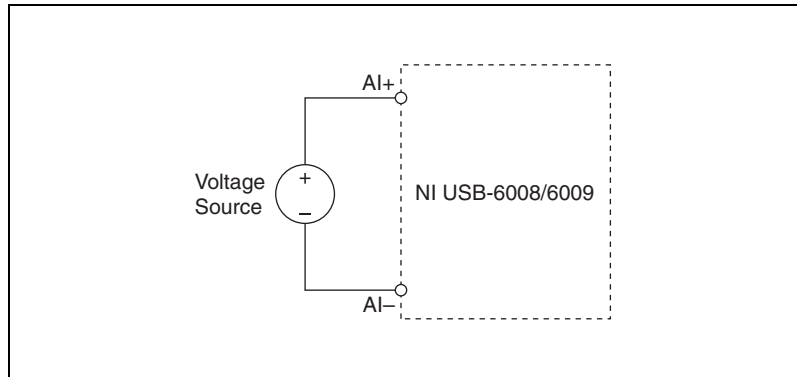 AI+
+
Voltage
Source
–
NI USB-6008/6009
AI–